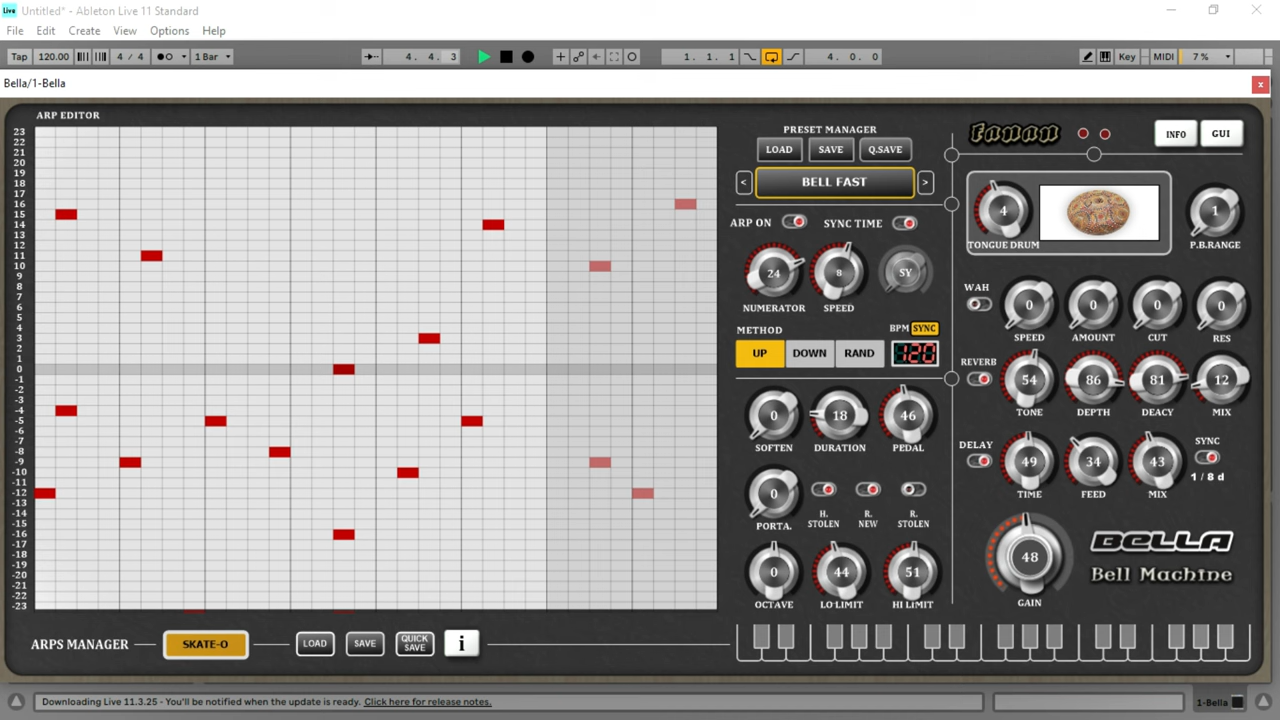 Live Untitled* - Ableton Live 11 Standard
File Edit Create View Options Help
Tap 120.00 4 / 4 1 Bar 4. 4. 3 1. 1. 1 4. 0. 0 Key MIDI 7 %
Bella/1-Bella x
ARP EDITOR
23
22
21
20
19
18
17
16
15
14
13
12
11
10
9
8
7
6
5
4
3
2
1
0
-1
-2
-3
-4
-5
-6
-7
-8
-9
-10
-11
-12
-13
-14
-15
-16
-17
-18
-19
-20
-21
-22
-23
PRESET MANAGER
LOAD SAVE Q.SAVE
< BELL FAST >
ARP ON SYNC TIME
24 8 SY
NUMERATOR SPEED
METHOD BPM SYNC
UP DOWN RAND 120
0 18 46
SOFTEN DURATION PEDAL
0
PORTA. H. STOLEN R. NEW R. STOLEN
0 44 51
OCTAVE LO LIMIT HI LIMIT
fanan INFO GUI
4 1
TONGUE DRUM P.B.RANGE
WAH
0 0 0 0
SPEED AMOUNT CUT RES
REVERB
54 86 81 12
TONE DEPTH DEACY MIX
DELAY SYNC
49 34 43 1 / 8 d
TIME FEED MIX
48 BELLA
Bell Machine
GAIN
ARPS MANAGER SKATE-O LOAD SAVE QUICK SAVE i
Downloading Live 11.3.25 - You'll be notified when the update is ready. Click here for release notes. 1-Bella